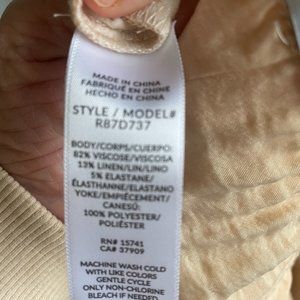 MADE IN CHINA
FABRIQUÉ EN CHINE
HECHO EN CHINA
STYLE / MODEL#
R87D737
BODY/CORPS/CUERPO:
82% VISCOSE/VISCOSA
13% LINEN/LIN/LINO
5% ELASTANE/
ÉLASTHANNE/ELASTANO
YOKE/EMPIÈCEMENT/
CANESÚ:
100% POLYESTER/
POLIÉSTER
RN# 15741
CA# 37909
MACHINE WASH COLD
WITH LIKE COLORS
GENTLE CYCLE
ONLY NON-CHLORINE
BLEACH IF NEEDED